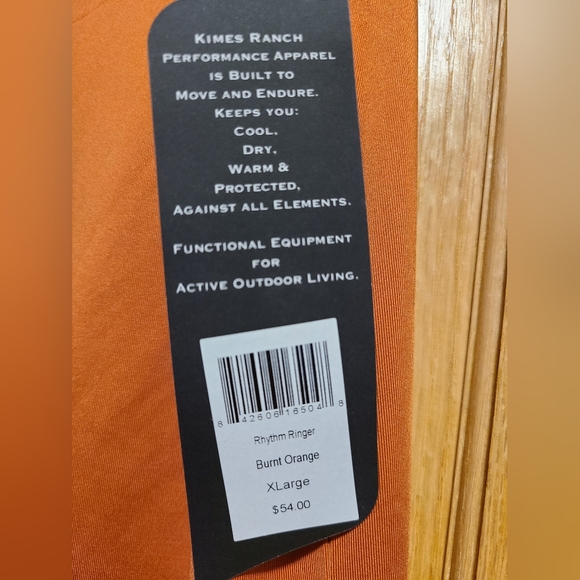 KIMES RANCH
PERFORMANCE APPAREL
IS BUILT TO
MOVE AND ENDURE.
KEEPS YOU:
COOL,
DRY,
WARM &
PROTECTED,
AGAINST ALL ELEMENTS.
FUNCTIONAL EQUIPMENT
FOR
ACTIVE OUTDOOR LIVING.
8 42606 16504 8
Rhythm Ringer
Burnt Orange
XLarge
$54.00